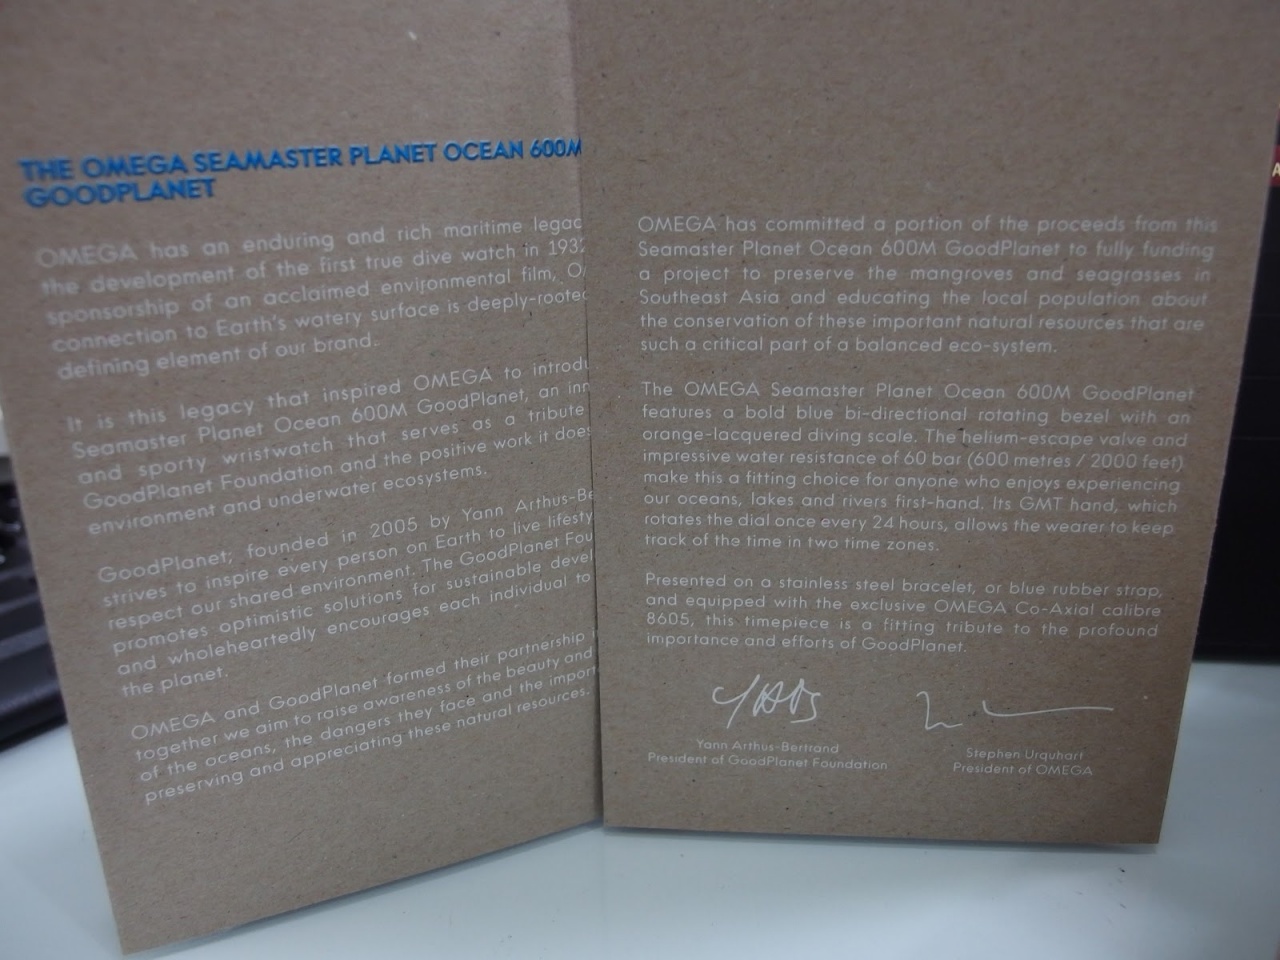 THE OMEGA SEAMASTER PLANET OCEAN 600M
GOODPLANET
OMEGA has an enduring and rich maritime legac
the development of the first true dive watch in 1932
sponsorship of an acclaimed environmental film, O
connection to Earth's watery surface is deeply-rooted
defining element of our brand.
It is this legacy that inspired OMEGA to introdu
Seamaster Planet Ocean 600M GoodPlanet, an inn
and sporty wristwatch that serves as a tribute
GoodPlanet Foundation and the positive work it does
environment and underwater ecosystems.
GoodPlanet, founded in 2005 by Yann Arthus-Be
strives to inspire every person on Earth to live lifesty
respect our shared environment. The GoodPlanet Fou
promotes optimistic solutions for sustainable devel
and wholeheartedly encourages each individual to
the planet.
OMEGA and GoodPlanet formed their partnership
together we aim to raise awareness of the beauty and
of the oceans, the dangers they face and the import
preserving and appreciating these natural resources.
OMEGA has committed a portion of the proceeds from this
Seamaster Planet Ocean 600M GoodPlanet to fully funding
a project to preserve the mangroves and seagrasses in
Southeast Asia and educating the local population about
the conservation of these important natural resources that are
such a critical part of a balanced eco-system.
The OMEGA Seamaster Planet Ocean 600M GoodPlanet
features a bold blue bi-directional rotating bezel with an
orange-lacquered diving scale. The helium-escape valve and
impressive water resistance of 60 bar (600 metres / 2000 feet)
make this a fitting choice for anyone who enjoys experiencing
our oceans, lakes and rivers first-hand. Its GMT hand, which
rotates the dial once every 24 hours, allows the wearer to keep
track of the time in two time zones.
Presented on a stainless steel bracelet, or blue rubber strap,
and equipped with the exclusive OMEGA Co-Axial calibre
8605, this timepiece is a fitting tribute to the profound
importance and efforts of GoodPlanet.
Yann Arthus-Bertrand
President of GoodPlanet Foundation
Stephen Urquhart
President of OMEGA